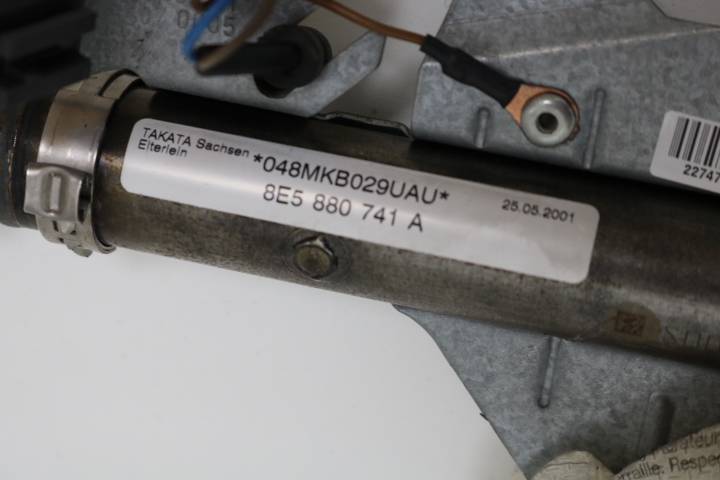 TAKATA Sachsen
Elterlein
*048MKB029UAU*
8E5 880 741 A
25.05.2001
2274